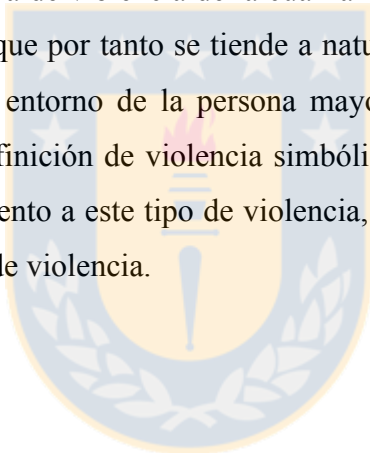 que por tanto se tiende a natu
entorno de la persona mayo
finición de violencia simbóli
ento a este tipo de violencia,
de violencia.